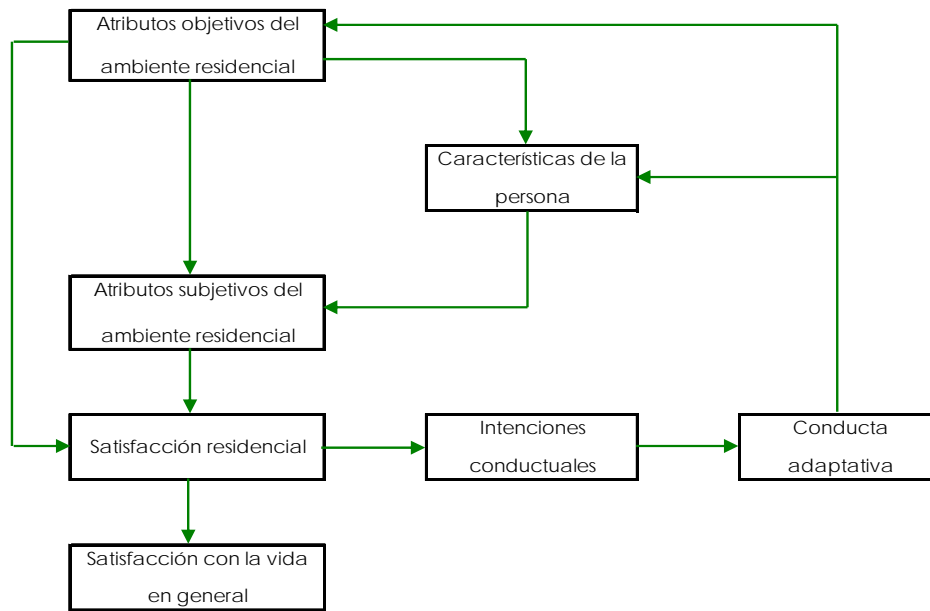 Atributos objetivos del
ambiente residencial
Características de la
persona
Atributos subjetivos del
ambiente residencial
Satisfacción residencial
Intenciones
conductuales
Conducta
adaptativa
Satisfacción con la vida
en general